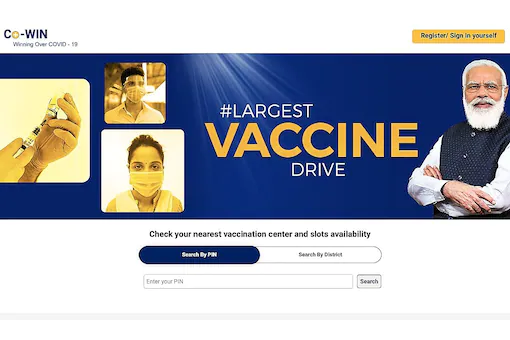 Co-WIN
Winning Over COVID - 19
Register/ Sign In yourself
#LARGEST
VACCINE
DRIVE
Check your nearest vaccination center and slots availability
Search By PIN
Search By District
Enter your PIN
Search